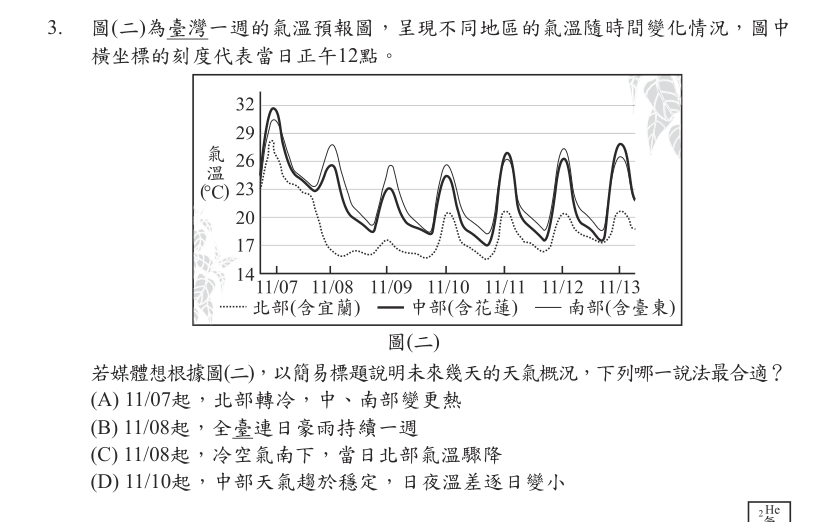 3. 圖(二)為臺灣一週的氣溫預報圖，呈現不同地區的氣溫隨時間變化情況，圖中
橫坐標的刻度代表當日正午12點。
氣溫
(℃)
32
29
26
23
20
17
14
11/07 11/08 11/09 11/10 11/11 11/12 11/13
北部(含宜蘭) 中部(含花蓮) 南部(含臺東)
圖(二)
若媒體想根據圖(二)，以簡易標題說明未來幾天的天氣概況，下列哪一說法最合適？
(A) 11/07起，北部轉冷，中、南部變更熱
(B) 11/08起，全臺連日豪雨持續一週
(C) 11/08起，冷空氣南下，當日北部氣溫驟降
(D) 11/10起，中部天氣趨於穩定，日夜溫差逐日變小
2He